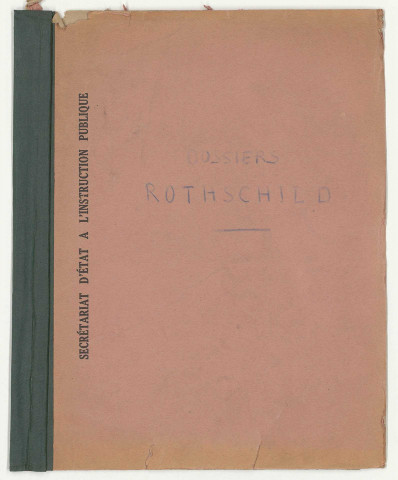 SECRÉTARIAT D'ÉTAT A L'INSTRUCTION PUBLIQUE
DOSSIERS
ROTHSCHILD